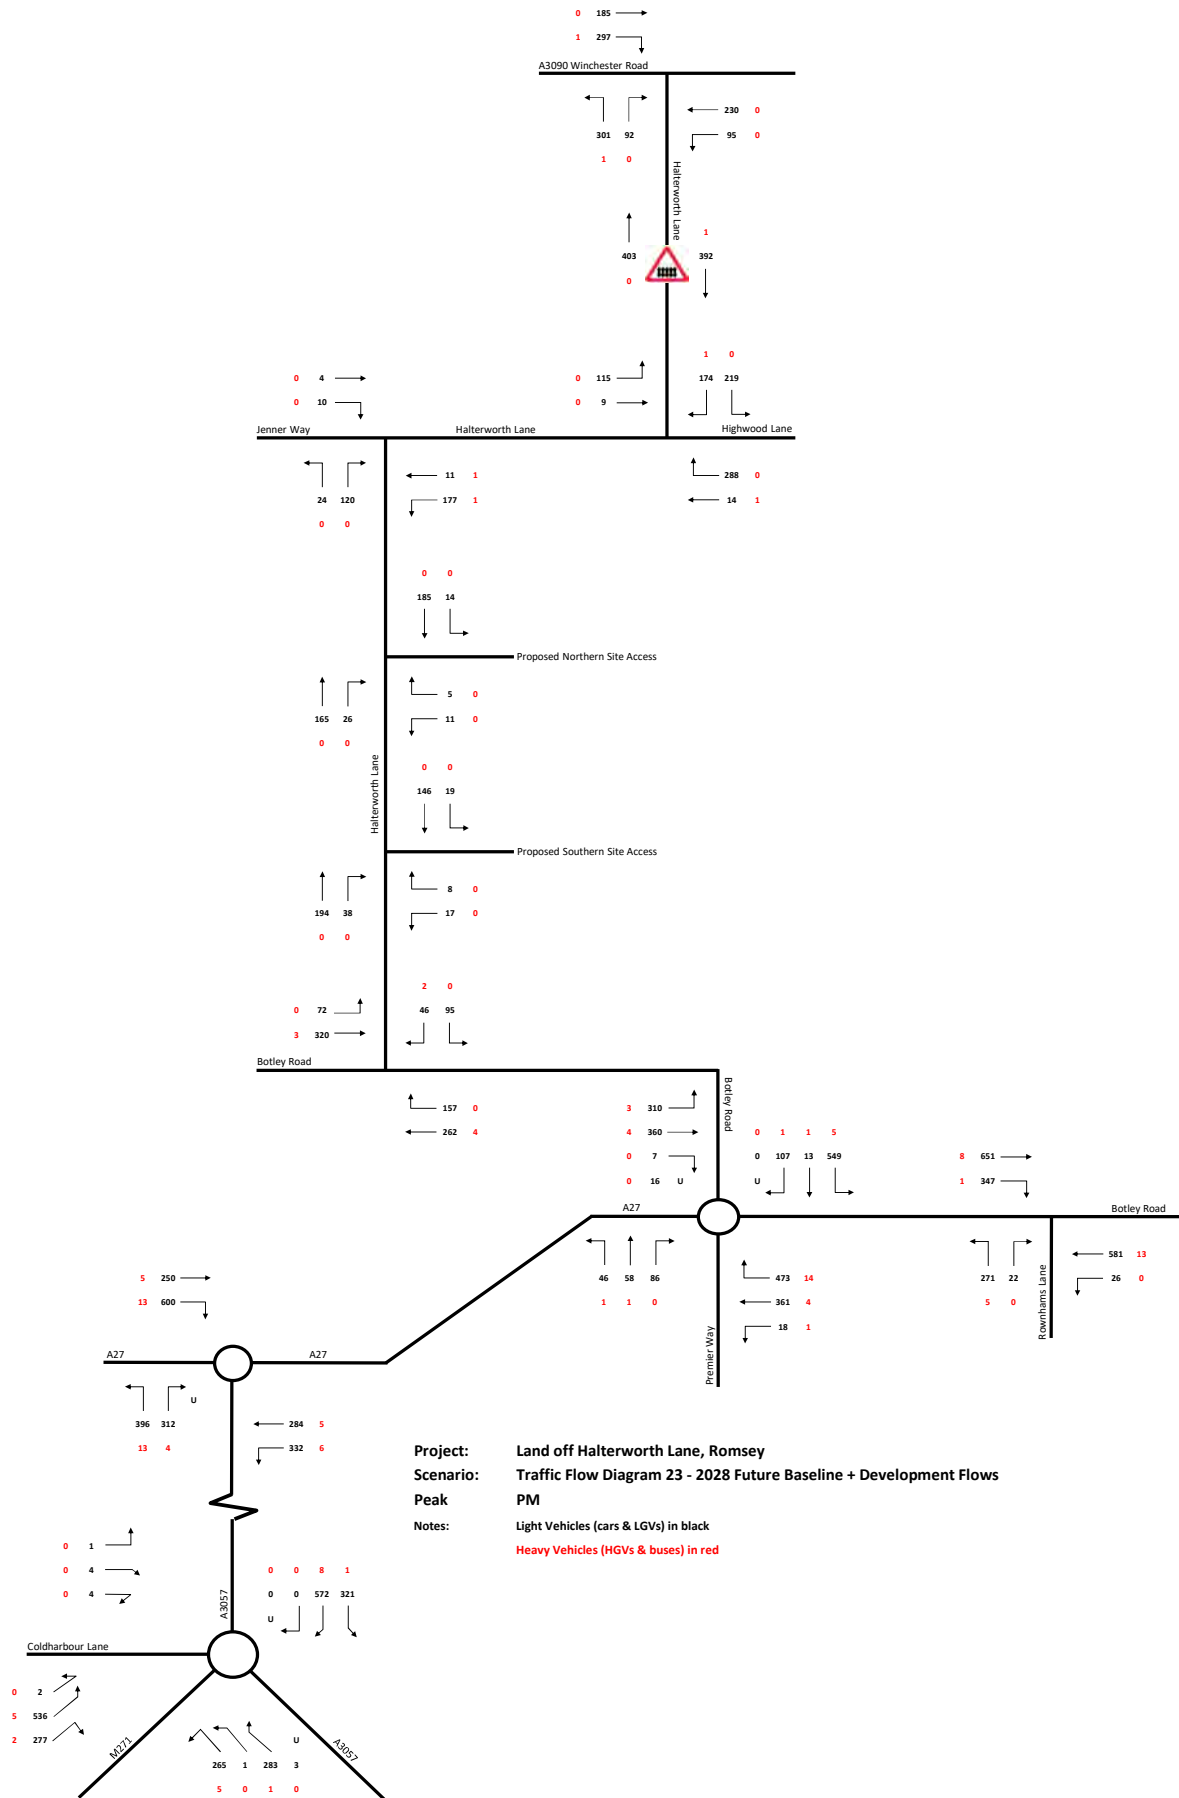 0 185
1 297
A3090 Winchester Road
230 0
301 92
95 0
1 0
Halterworth Lane
1
403
392
0
1 0
0 4
0 115
174 219
0 10
0 9
Jenner Way
Halterworth Lane
Highwood Lane
11 1
288 0
24 120
177 1
14 1
0 0
0 0
185 14
Proposed Northern Site Access
5 0
165 26
11 0
0 0
Halterworth Lane
0 0
146 19
Proposed Southern Site Access
8 0
194 38
17 0
0 0
2 0
0 72
46 95
3 320
Botley Road
Botley Road
157 0
3 310
262 4
4 360
0 1 1 5
0 7
0 107 13 549
8 651
0 16 U
U
1 347
A27
Botley Road
46 58 86
473 14
271 22
581 13
5 250
1 1 0
361 4
5 0
26 0
13 600
18 1
Rownhams Lane
Premier Way
A27
A27
U
396 312
284 5
13 4
332 6
Project: Land off Halterworth Lane, Romsey
Scenario: Traffic Flow Diagram 23 - 2028 Future Baseline + Development Flows
Peak PM
Notes: Light Vehicles (cars & LGVs) in black
Heavy Vehicles (HGVs & buses) in red
0 1
0 4
0 0 8 1
0 4
0 0 572 321
U
A3057
Coldharbour Lane
0 2
5 536
2 277
M271
A3057
U
265 1 283 3
5 0 1 0